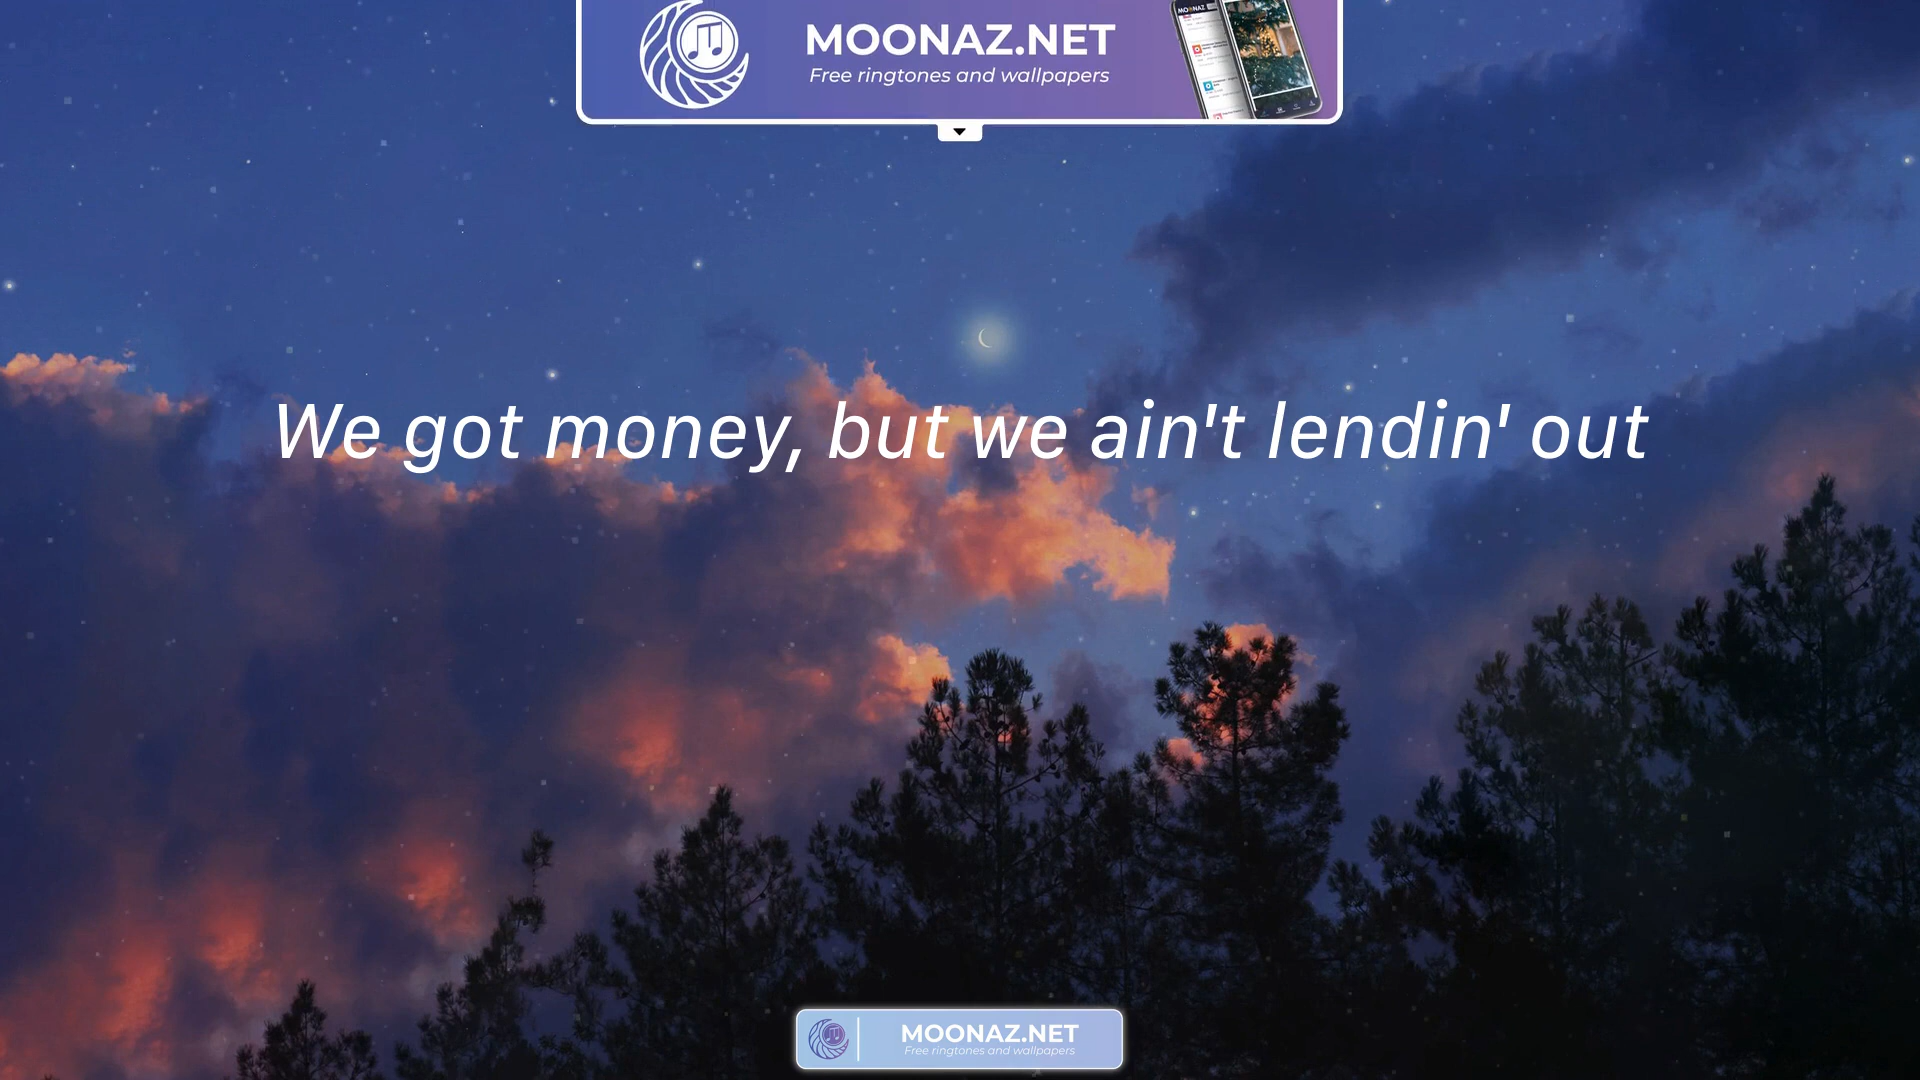 MOONAZ.NET
Free ringtones and wallpapers
We got money, but we ain't lendin' out
MOONAZ.NET
Free ringtones and wallpapers